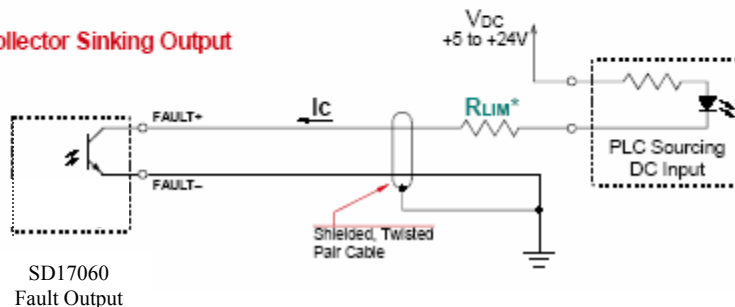 ollector Sinking Output
VDC
+5 to +24V
FAULT+
IC
RLIM*
PLC Sourcing
DC Input
FAULT–
Shielded, Twisted
Pair Cable
SD17060
Fault Output